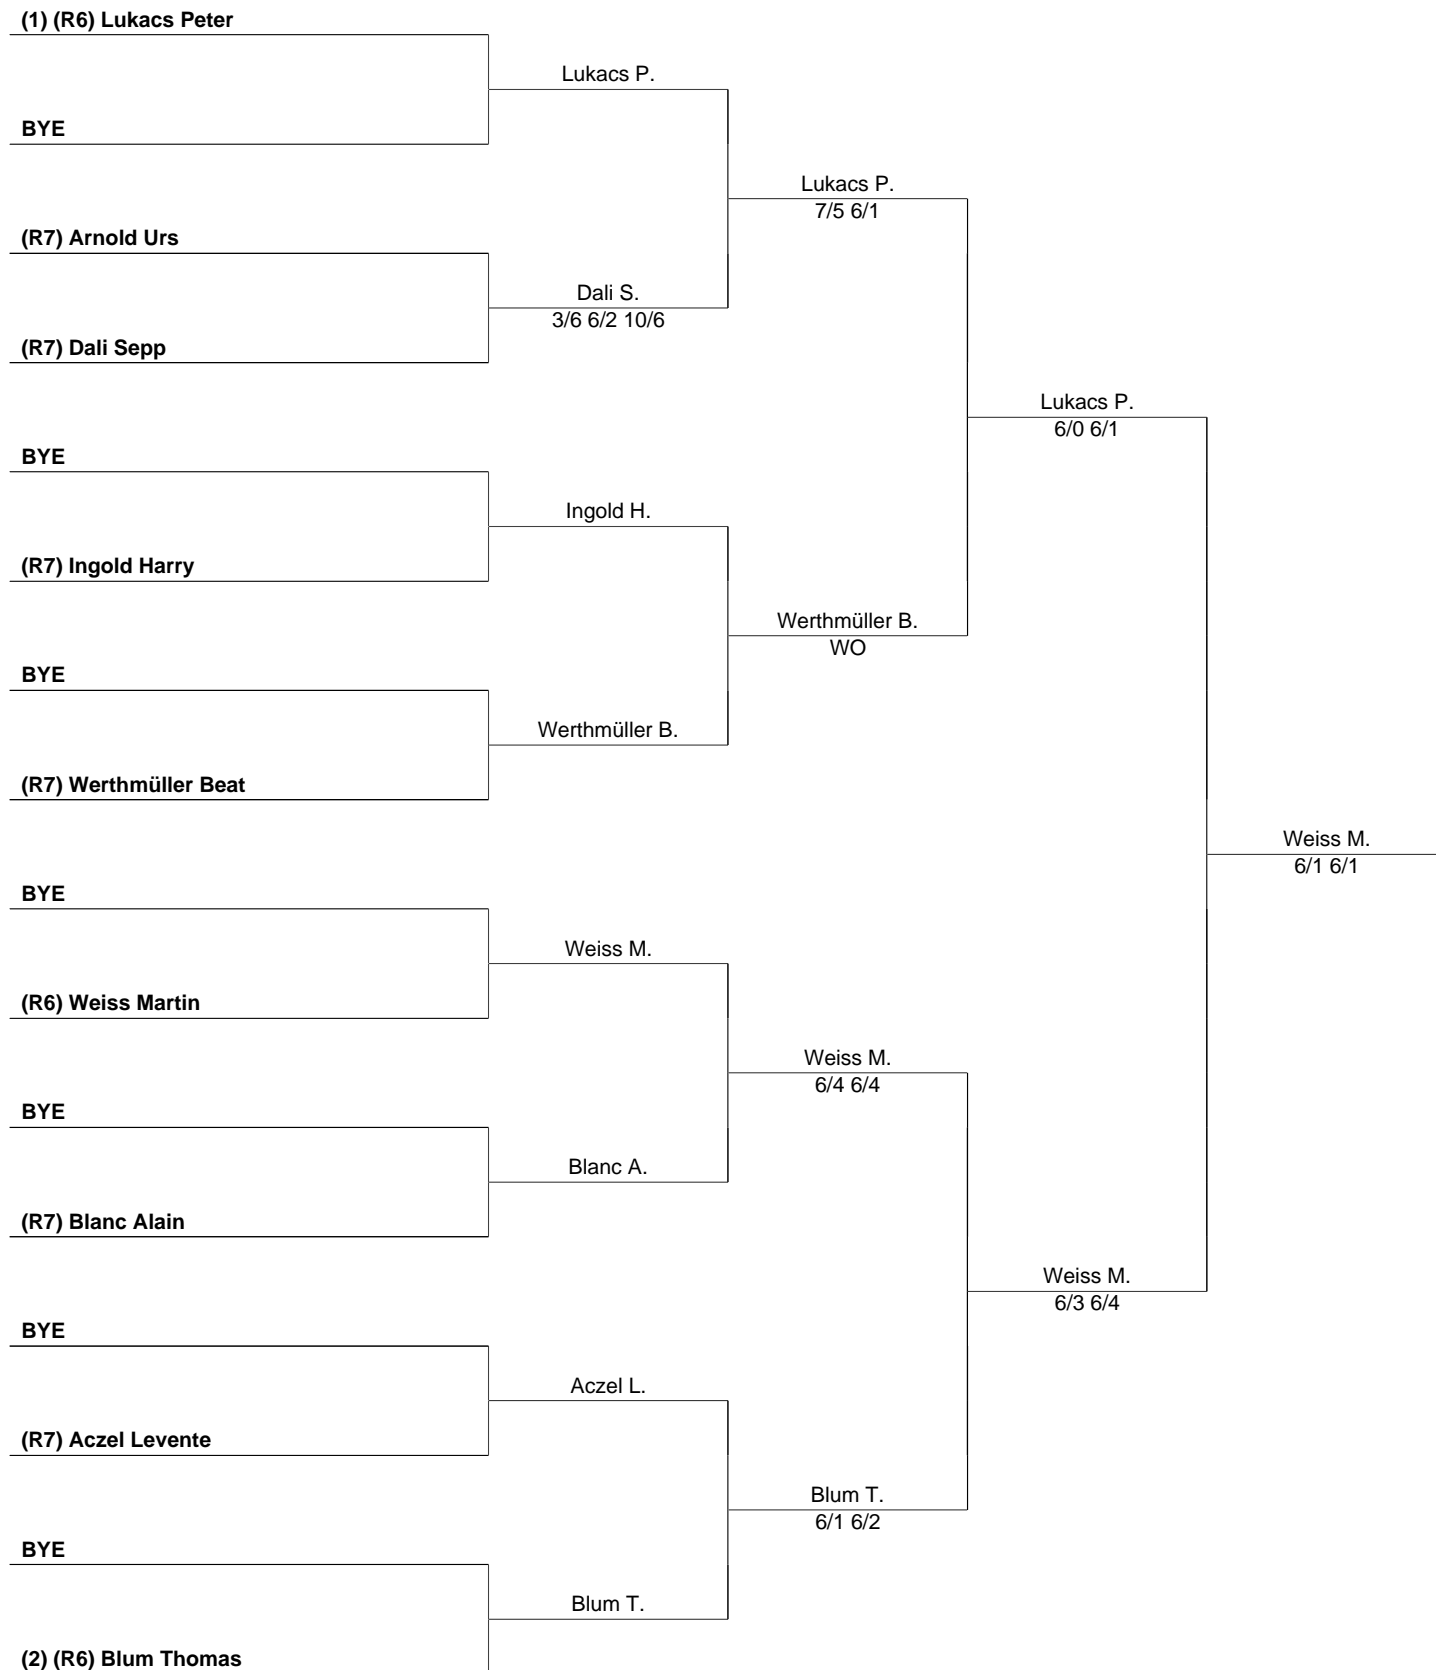 (1) (R6) Lukacs Peter
Lukacs P.
BYE
Lukacs P.
7/5 6/1
(R7) Arnold Urs
Dali S.
3/6 6/2 10/6
(R7) Dali Sepp
Lukacs P.
6/0 6/1
BYE
Ingold H.
(R7) Ingold Harry
Werthmüller B.
WO
BYE
Werthmüller B.
(R7) Werthmüller Beat
Weiss M.
6/1 6/1
BYE
Weiss M.
(R6) Weiss Martin
Weiss M.
6/4 6/4
BYE
Blanc A.
(R7) Blanc Alain
Weiss M.
6/3 6/4
BYE
Aczel L.
(R7) Aczel Levente
Blum T.
6/1 6/2
BYE
Blum T.
(2) (R6) Blum Thomas